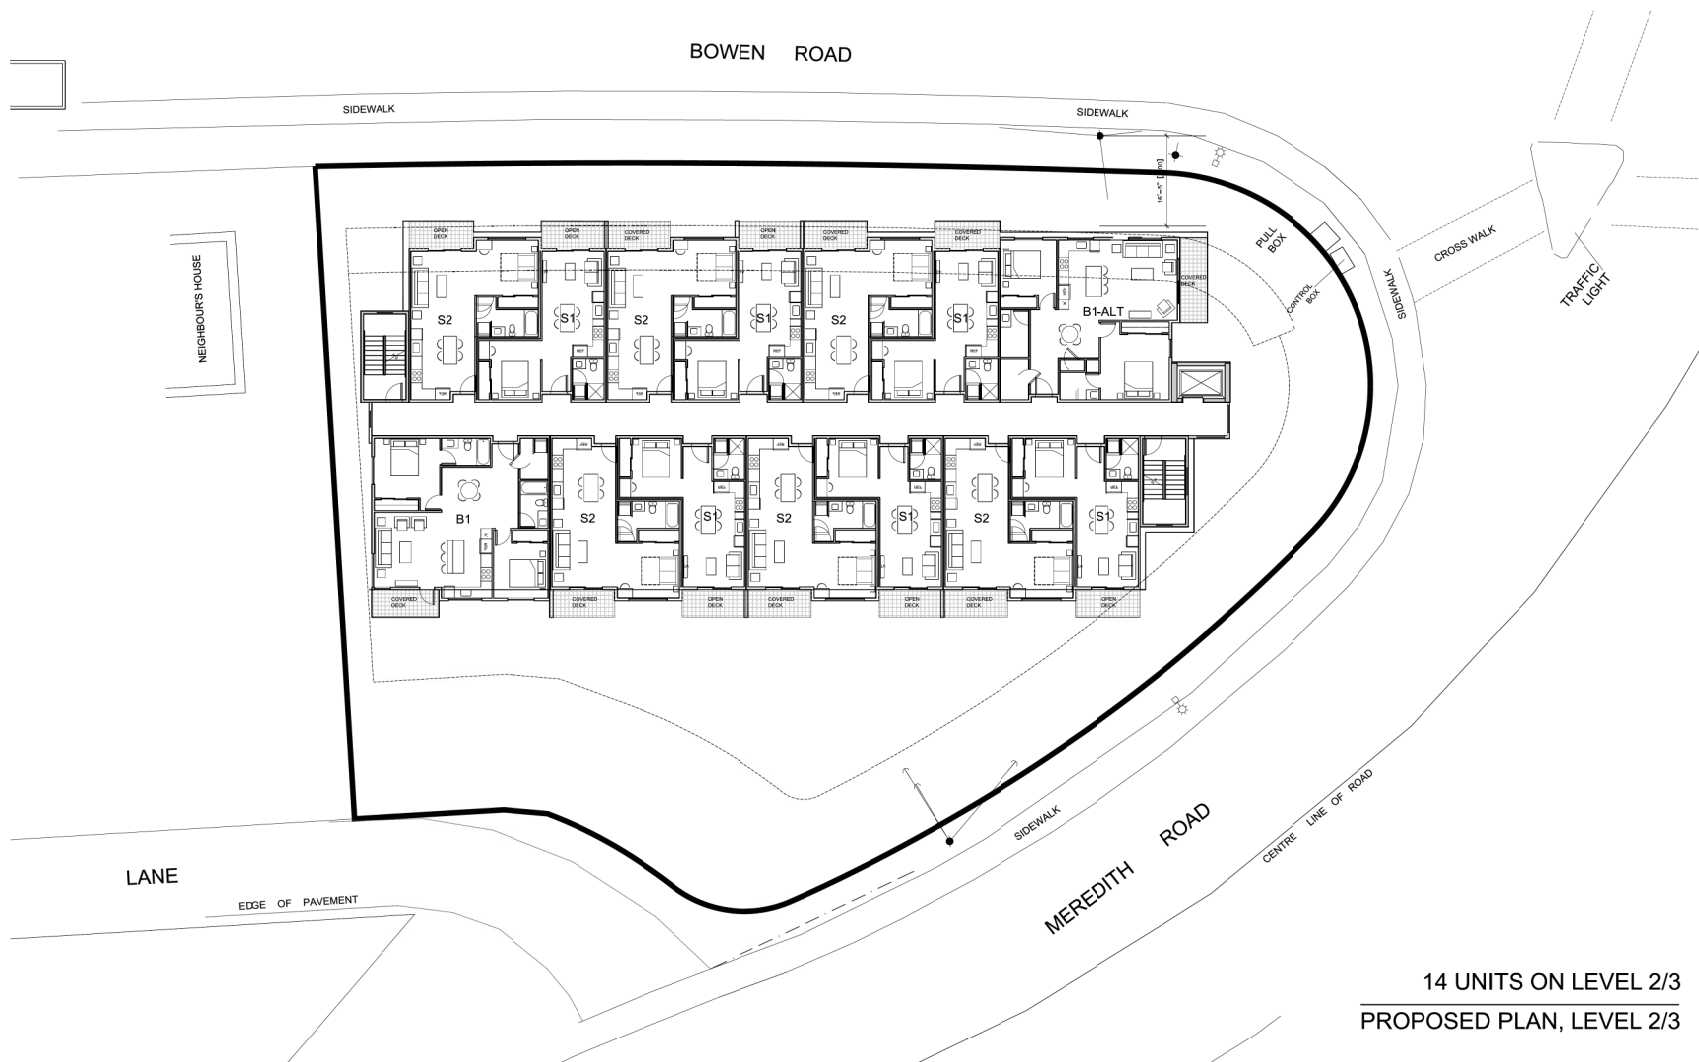 BOWEN ROAD
SIDEWALK
SIDEWALK
OPEN
DECK
OPEN
DECK
COVERED
DECK
OPEN
DECK
COVERED
DECK
COVERED
DECK
PULL
BOX
CONTROL
BOX
COVERED
DECK
SIDEWALK
CROSS WALK
TRAFFIC
LIGHT
NEIGHBOUR'S HOUSE
S2
S1
S2
S1
S2
S1
B1-ALT
REF
REF
REF
B1
S2
S1
S2
S1
S2
S1
COVERED
DECK
COVERED
DECK
OPEN
DECK
COVERED
DECK
OPEN
DECK
COVERED
DECK
OPEN
DECK
LANE
EDGE OF PAVEMENT
SIDEWALK
MEREDITH ROAD
CENTRE LINE OF ROAD
14 UNITS ON LEVEL 2/3
PROPOSED PLAN, LEVEL 2/3